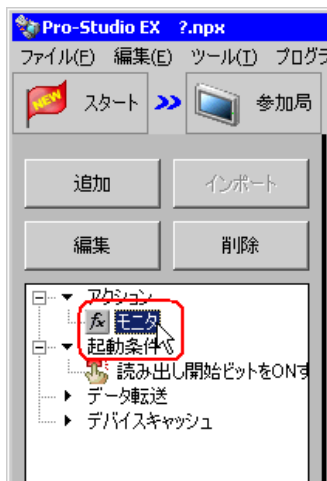 Pro-Studio EX ?.npx
ファイル(F) 編集(E) ツール(T) プログ
NEW スタート 参加局
追加 インポート
編集 削除
アクション
fx モニタ
起動条件
読み出し開始ビットをONす
データ転送
デバイスキャッシュ